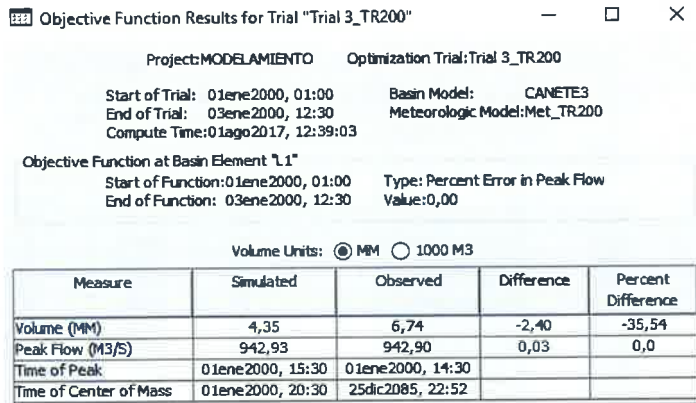 Objective Function Results for Trial "Trial 3_TR200"
Project:MODELAMIENTO Optimization Trial:Trial 3_TR200
Start of Trial: 01ene2000, 01:00 Basin Model: CANETE3
End of Trial: 03ene2000, 12:30 Meteorologic Model:Met_TR200
Compute Time:01ago2017, 12:39:03
Objective Function at Basin Element "L1"
Start of Function:01ene2000, 01:00 Type: Percent Error in Peak Flow
End of Function: 03ene2000, 12:30 Value:0,00
Volume Units: MM 1000 M3
Measure Simulated Observed Difference Percent Difference
Volume (MM) 4,35 6,74 -2,40 -35,54
Peak Flow (M3/S) 942,93 942,90 0,03 0,0
Time of Peak 01ene2000, 15:30 01ene2000, 14:30
Time of Center of Mass 01ene2000, 20:30 25dic2085, 22:52